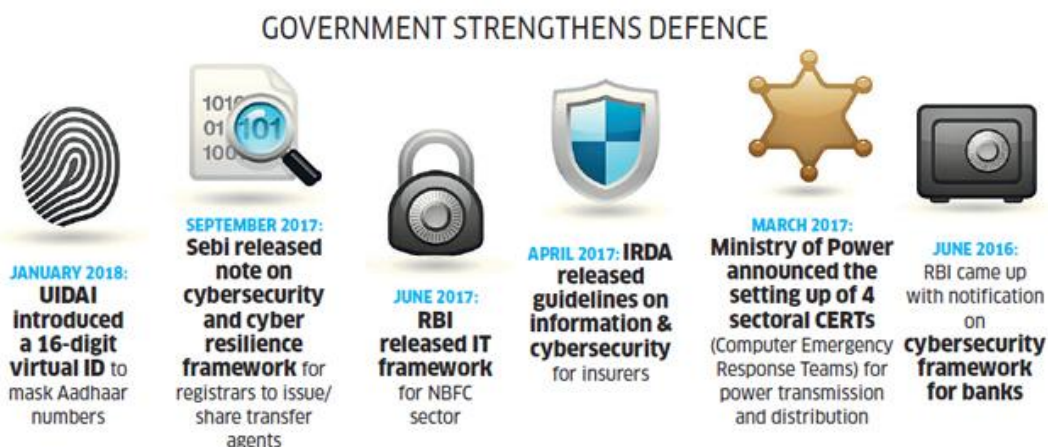 GOVERNMENT STRENGTHENS DEFENCE
JANUARY 2018:
UIDAI
introduced
a 16-digit
virtual ID to
mask Aadhaar
numbers
1010
01 101
100
SEPTEMBER 2017:
Sebi released
note on
cybersecurity
and cyber
resilience
framework for
registrars to issue/
share transfer
agents
JUNE 2017:
RBI
released IT
framework
for NBFC
sector
APRIL 2017: IRDA
released
guidelines on
information &
cybersecurity
for insurers
MARCH 2017:
Ministry of Power
announced the
setting up of 4
sectoral CERTs
(Computer Emergency
Response Teams) for
power transmission
and distribution
JUNE 2016:
RBI came up
with notification
on
cybersecurity
framework
for banks